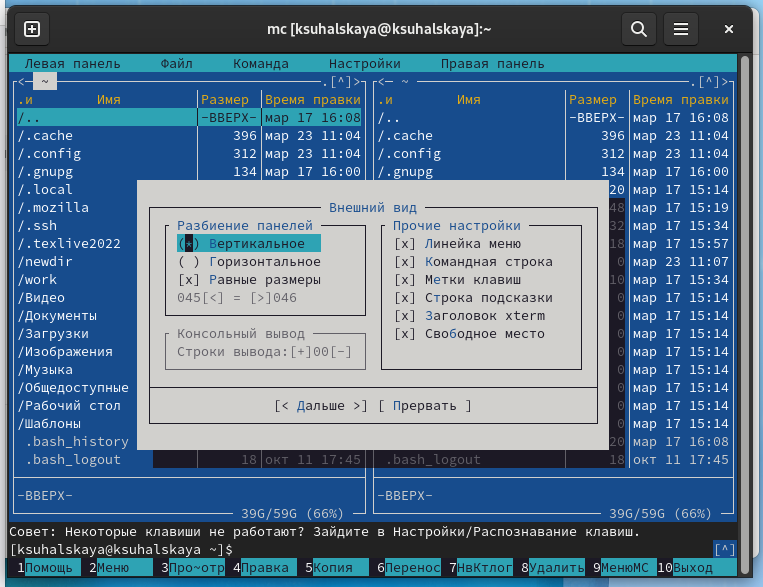 mc [ksuhalskaya@ksuhalskaya]:~
Левая панель Файл Команда Настройки Правая панель
<— ~ .[^]> <— ~ .[^]>
.и Имя Размер Время правки .и Имя Размер Время правки
/.. -ВВЕРХ- мар 17 16:08 /.. -ВВЕРХ- мар 17 16:08
/.cache 396 мар 23 11:04 /.cache 396 мар 23 11:04
/.config 312 мар 23 11:04 /.config 312 мар 23 11:04
/.gnupg 134 мар 17 16:00 /.gnupg 134 мар 17 16:00
/.local 20 мар 17 15:14
/.mozilla Внешний вид 48 мар 17 15:19
/.ssh Разбиение панелей Прочие настройки 32 мар 17 15:34
/.texlive2022 (*) Вертикальное [x] Линейка меню 18 мар 17 15:57
/newdir ( ) Горизонтальное [x] Командная строка 0 мар 23 11:07
/work [x] Равные размеры [x] Метки клавиш 10 мар 17 15:34
/Видео 045[<] = [>]046 [x] Строка подсказки 0 мар 17 15:14
/Документы [x] Заголовок xterm 0 мар 17 15:14
/Загрузки Консольный вывод [x] Свободное место 0 мар 17 15:14
/Изображения Строки вывода:[+]00[-] 0 мар 17 15:14
/Музыка 0 мар 17 15:14
/Общедоступные 0 мар 17 15:14
/Рабочий стол [< Дальше >] [ Прервать ] 0 мар 17 15:14
/Шаблоны 0 мар 17 15:14
.bash_history 20 мар 17 16:08
.bash_logout 18 окт 11 17:45 .bash_logout 18 окт 11 17:45
-ВВЕРХ- -ВВЕРХ-
39G/59G (66%) 39G/59G (66%)
Совет: Некоторые клавиши не работают? Зайдите в Настройки/Распознавание клавиш.
[ksuhalskaya@ksuhalskaya ~]$ [^]
1Помощь 2Меню 3Про~отр 4Правка 5Копия 6Перенос 7НвКтлог 8Удалить 9МенюMC 10Выход